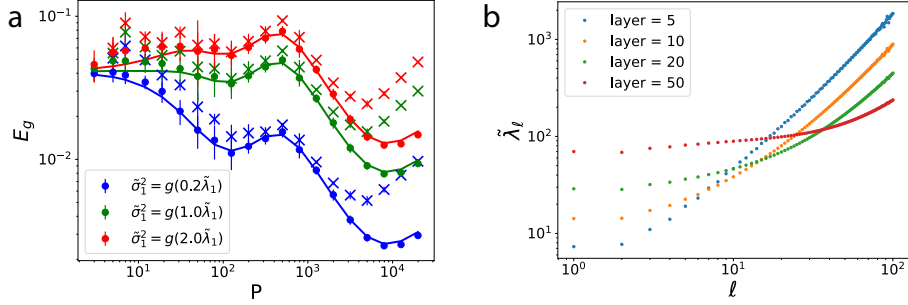 a
E_g
10⁻¹
10⁻²
σ̃₁² = g(0.2λ̃₁)
σ̃₁² = g(1.0λ̃₁)
σ̃₁² = g(2.0λ̃₁)
10¹ 10² 10³ 10⁴
P
b
λ̃_ℓ
10³
10²
10¹
layer = 5
layer = 10
layer = 20
layer = 50
10⁰ 10¹ 10²
ℓ